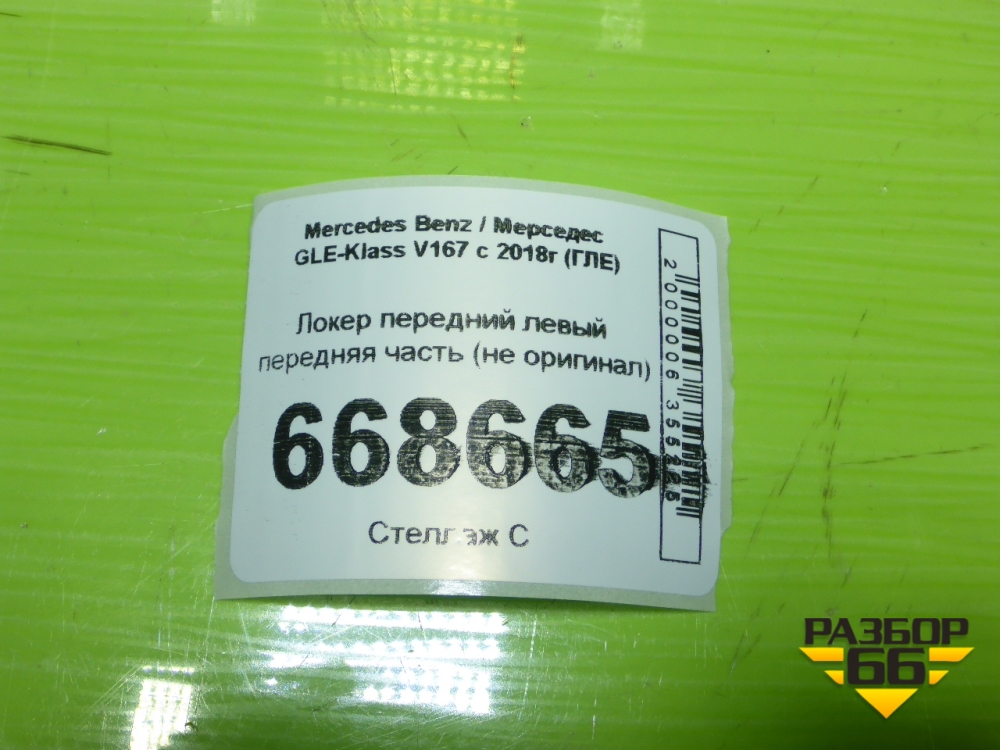 Mercedes Benz / Мерседес
GLE-Klass V167 с 2018г (ГЛЕ)
Локер передний левый
передняя часть (не оригинал)
668665
Стеллаж С
РАЗБОР
66